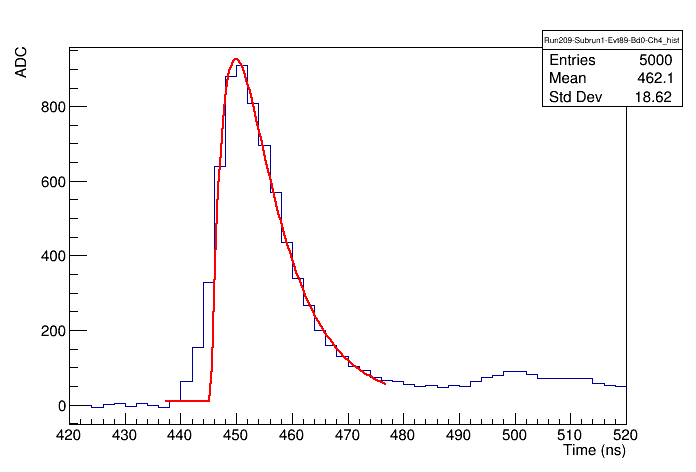 Run209-Subrun1-Evt89-Bd0-Ch4_hist
Entries 5000
Mean 462.1
Std Dev 18.62
ADC
800
600
400
200
0
420 430 440 450 460 470 480 490 500 510 520
Time (ns)